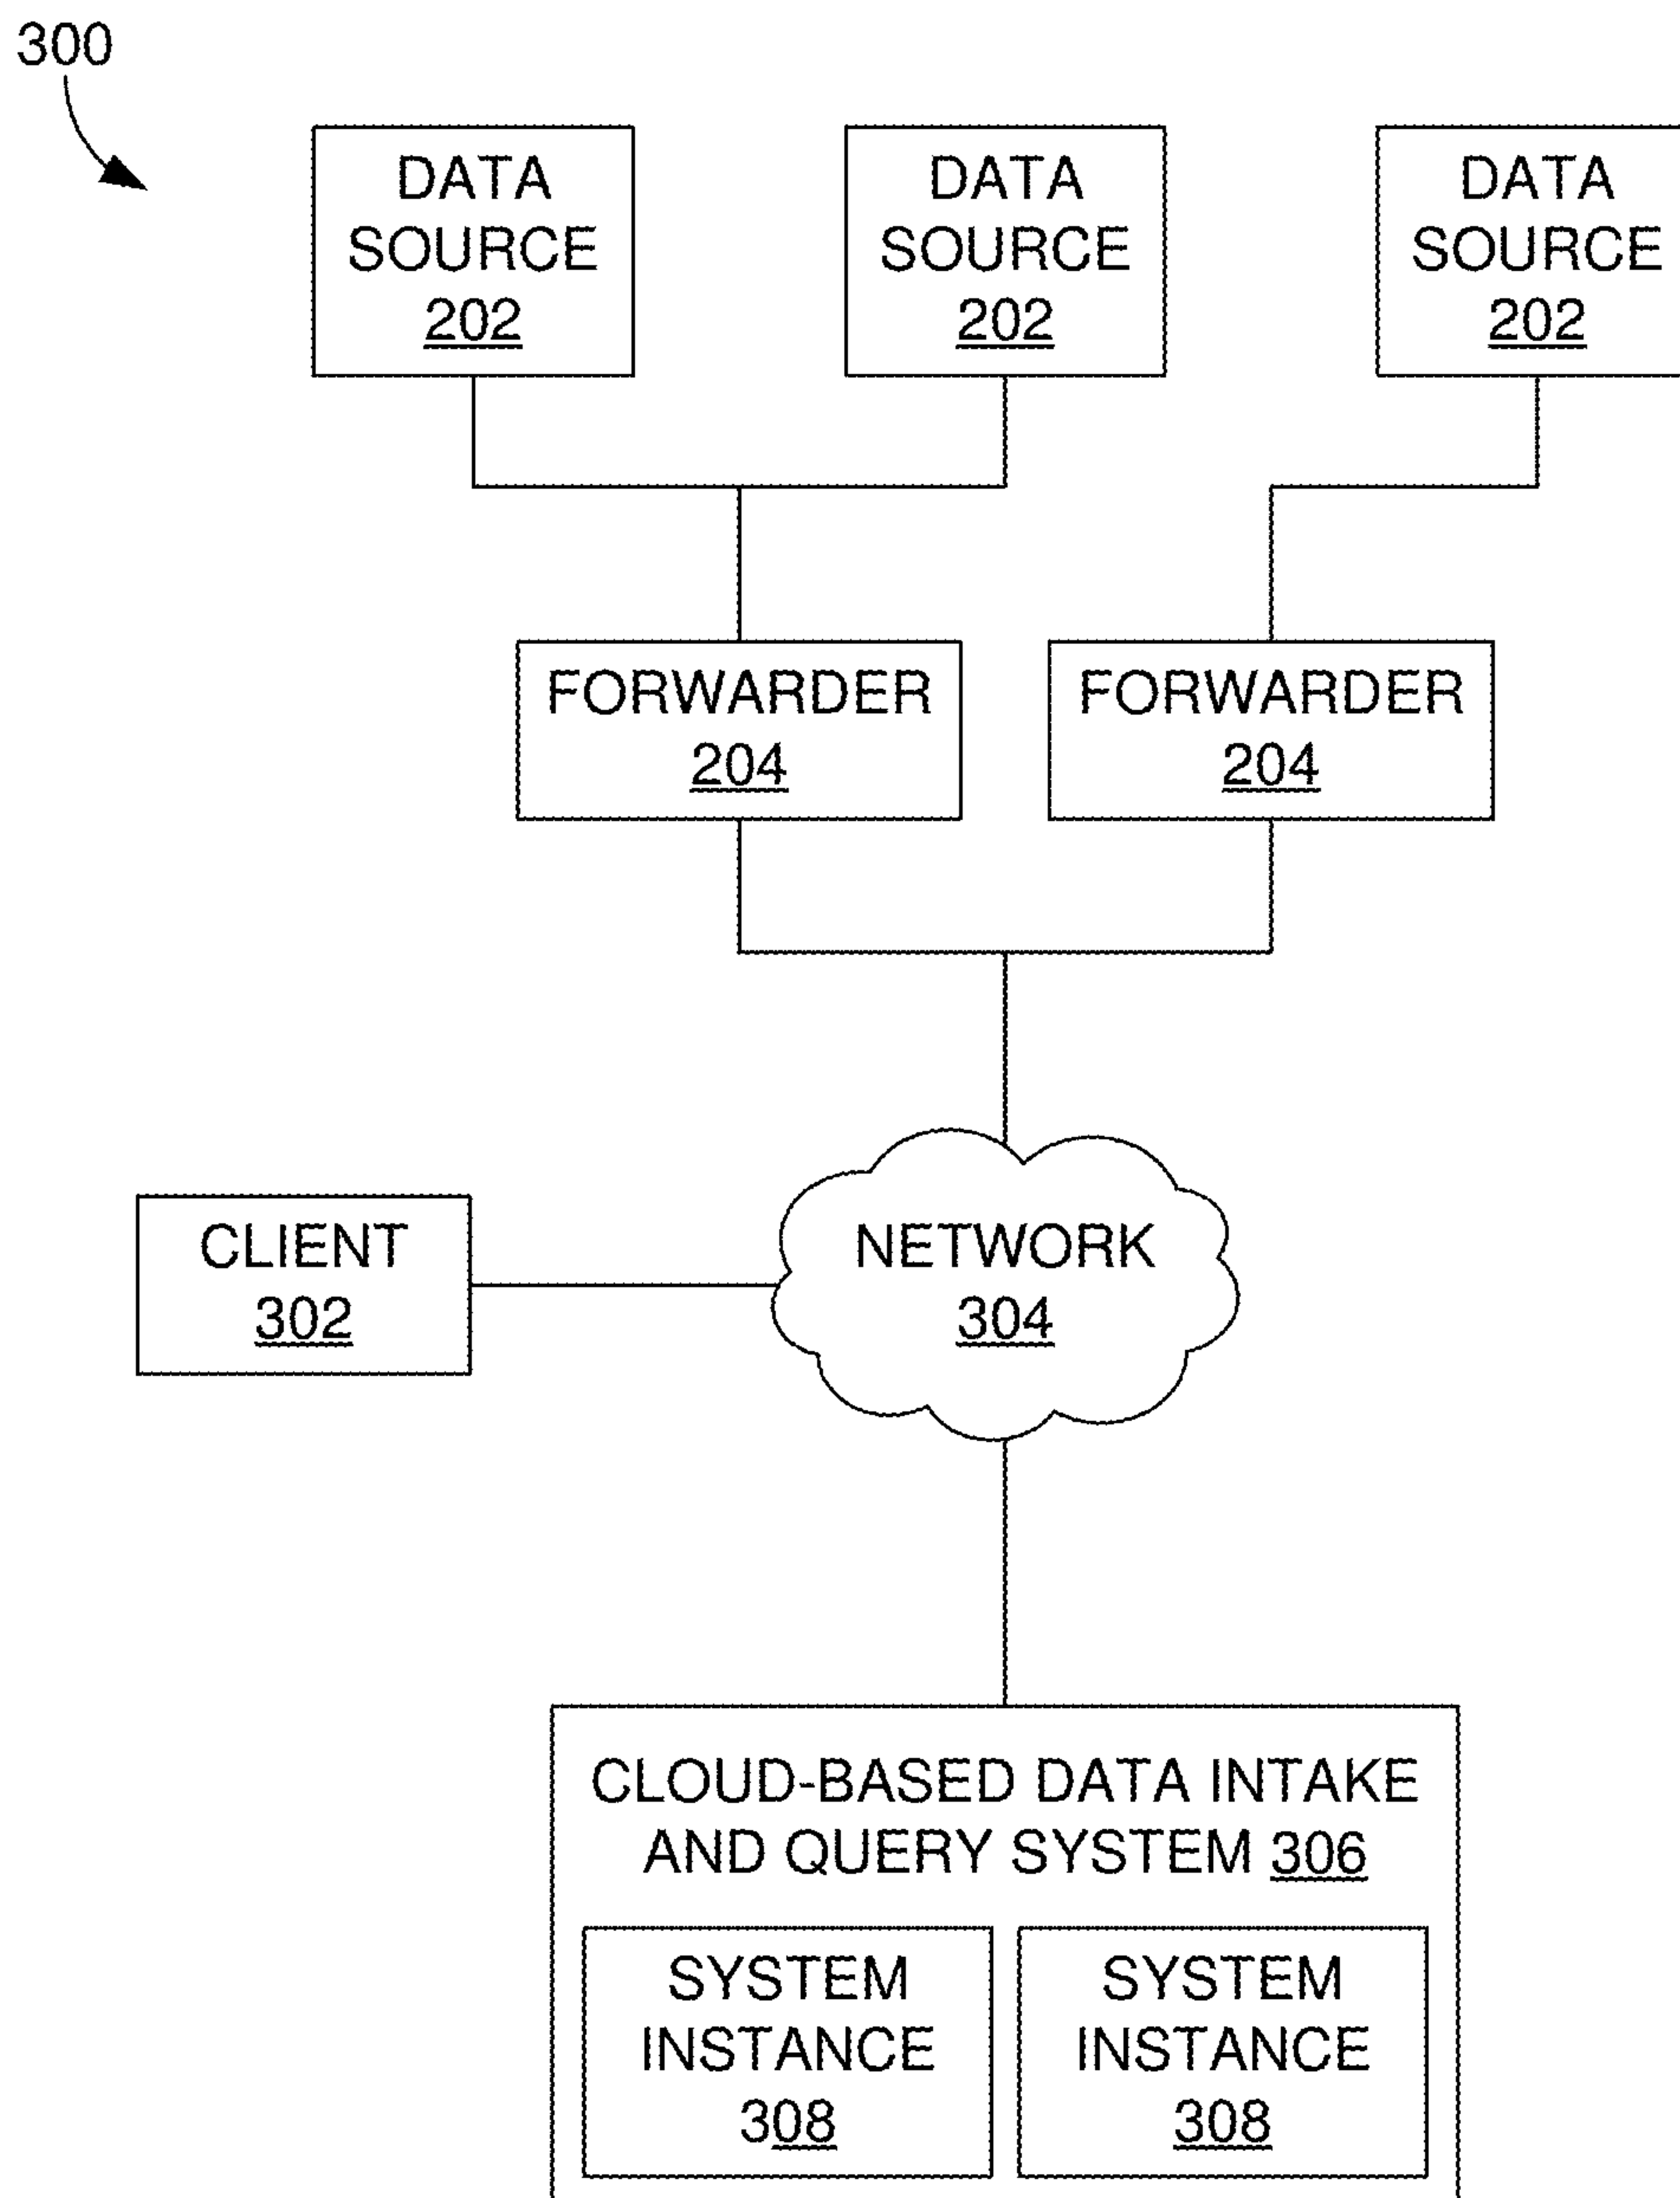 300
DATA
SOURCE
202
DATA
SOURCE
202
DATA
SOURCE
202
FORWARDER
204
FORWARDER
204
CLIENT
302
NETWORK
304
CLOUD-BASED DATA INTAKE
AND QUERY SYSTEM 306
SYSTEM
INSTANCE
308
SYSTEM
INSTANCE
308